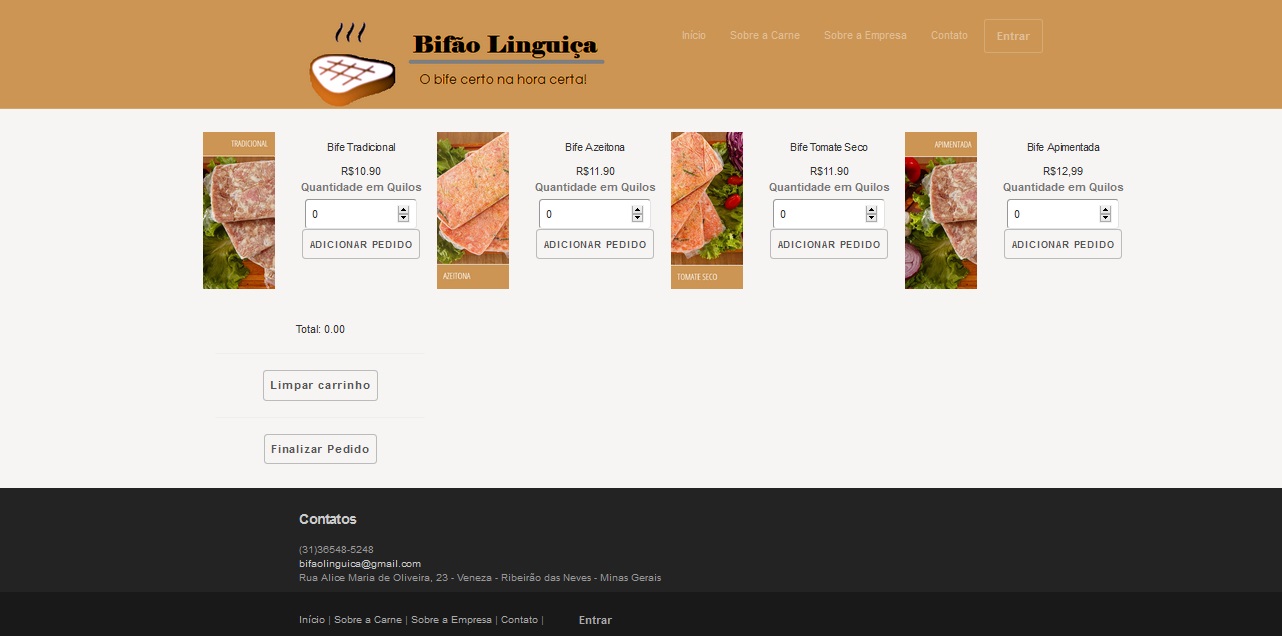 Bifão Linguiça
O bife certo na hora certa!
Início Sobre a Carne Sobre a Empresa Contato Entrar
TRADICIONAL
Bife Tradicional
R$10.90
Quantidade em Quilos
0
ADICIONAR PEDIDO
AZEITONA
Bife Azeitona
R$11.90
Quantidade em Quilos
0
ADICIONAR PEDIDO
TOMATE SECO
Bife Tomate Seco
R$11.90
Quantidade em Quilos
0
ADICIONAR PEDIDO
APIMENTADA
Bife Apimentada
R$12,99
Quantidade em Quilos
0
ADICIONAR PEDIDO
Total: 0.00
Limpar carrinho
Finalizar Pedido
Contatos
(31)36548-5248
bifaolinguica@gmail.com
Rua Alice Maria de Oliveira, 23 - Veneza - Ribeirão das Neves - Minas Gerais
Início | Sobre a Carne | Sobre a Empresa | Contato | Entrar